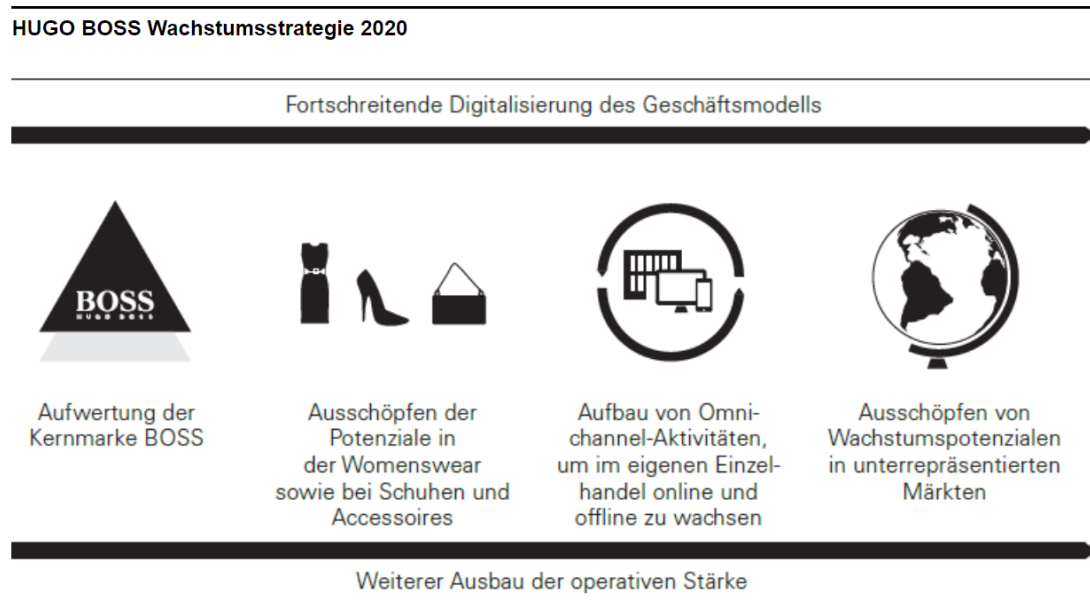 HUGO BOSS Wachstumsstrategie 2020
Fortschreitende Digitalisierung des Geschäftsmodells
BOSS
HUGO BOSS
Aufwertung der
Kernmarke BOSS
Ausschöpfen der
Potenziale in
der Womenswear
sowie bei Schuhen und
Accessoires
Aufbau von Omni-
channel-Aktivitäten,
um im eigenen Einzel-
handel online und
offline zu wachsen
Ausschöpfen von
Wachstumspotenzialen
in unterrepräsentierten
Märkten
Weiterer Ausbau der operativen Stärke